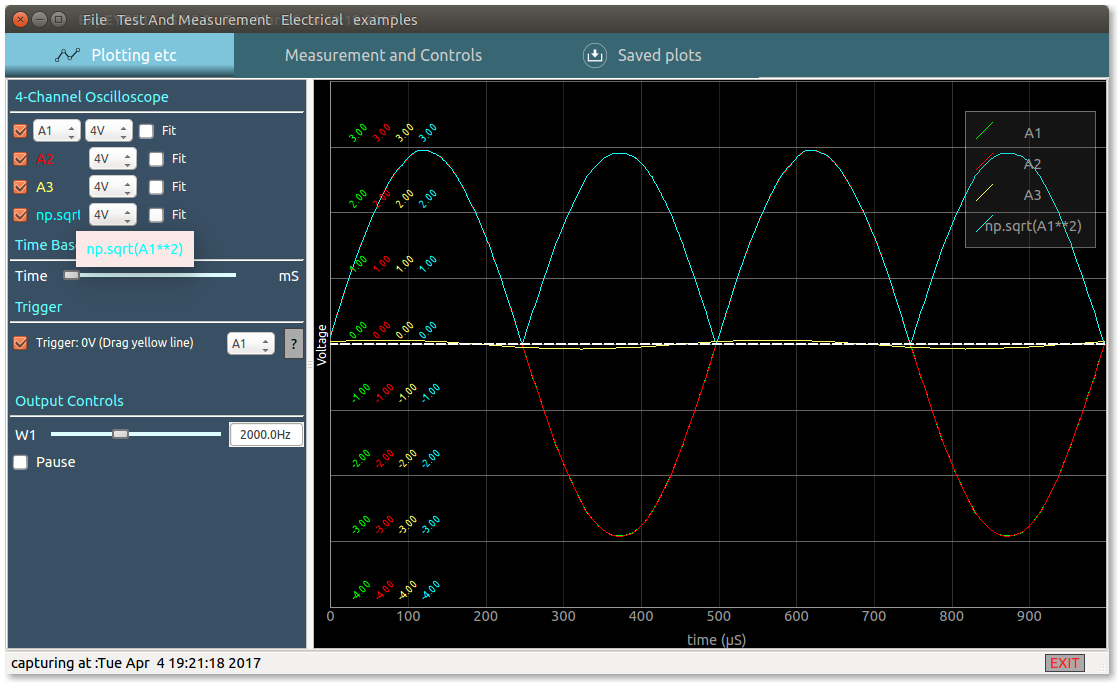 File Test And Measurement Electrical examples
Plotting etc
Measurement and Controls
Saved plots
4-Channel Oscilloscope
A1 4V Fit
A2 4V Fit
A3 4V Fit
np.sqrt 4V Fit
Time Bas
np.sqrt(A1**2)
Time mS
Trigger
Trigger: 0V (Drag yellow line) A1 ?
Output Controls
W1 2000.0Hz
Pause
3.00 3.00 3.00 3.00
2.00 2.00 2.00 2.00
1.00 1.00 1.00 1.00
0.00 0.00 0.00 0.00
-1.00 -1.00 -1.00 -1.00
-2.00 -2.00 -2.00 -2.00
-3.00 -3.00 -3.00 -3.00
-4.00 -4.00 -4.00 -4.00
Voltage
A1
A2
A3
np.sqrt(A1**2)
0 100 200 300 400 500 600 700 800 900
time (µS)
capturing at :Tue Apr 4 19:21:18 2017
EXIT